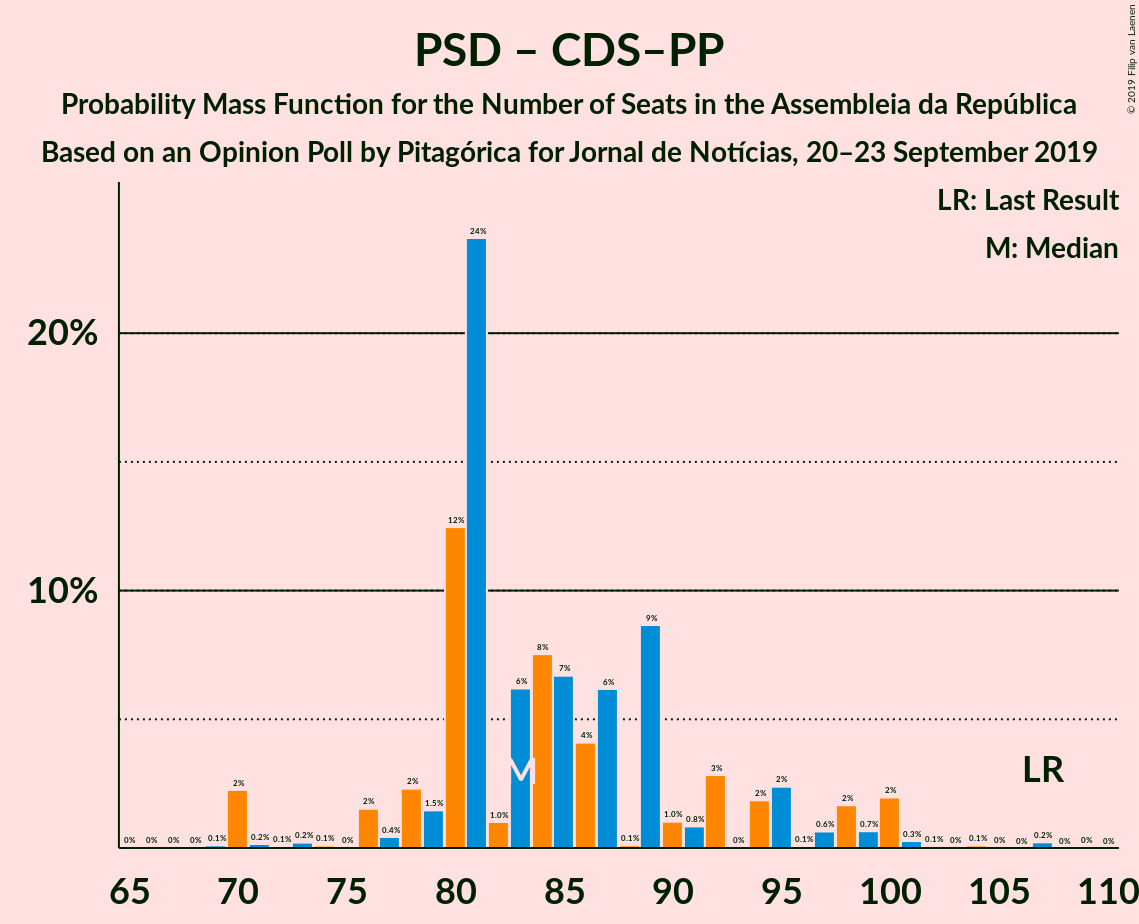 PSD – CDS–PP
Probability Mass Function for the Number of Seats in the Assembleia da República
Based on an Opinion Poll by Pitagórica for Jornal de Notícias, 20–23 September 2019
© 2019 Filip van Laenen
LR: Last Result
M: Median
20%
10%
0% 0% 0% 0% 0.1% 2% 0.2% 0.1% 0.2% 0.1% 0% 2% 0.4% 2% 1.5% 12% 24% 1.0% 6% 8% 7% 4% 6% 0.1% 9% 1.0% 0.8% 3% 0% 2% 2% 0.1% 0.6% 2% 0.7% 2% 0.3% 0.1% 0% 0.1% 0% 0% 0.2% 0% 0% 0%
M
LR
65 70 75 80 85 90 95 100 105 110